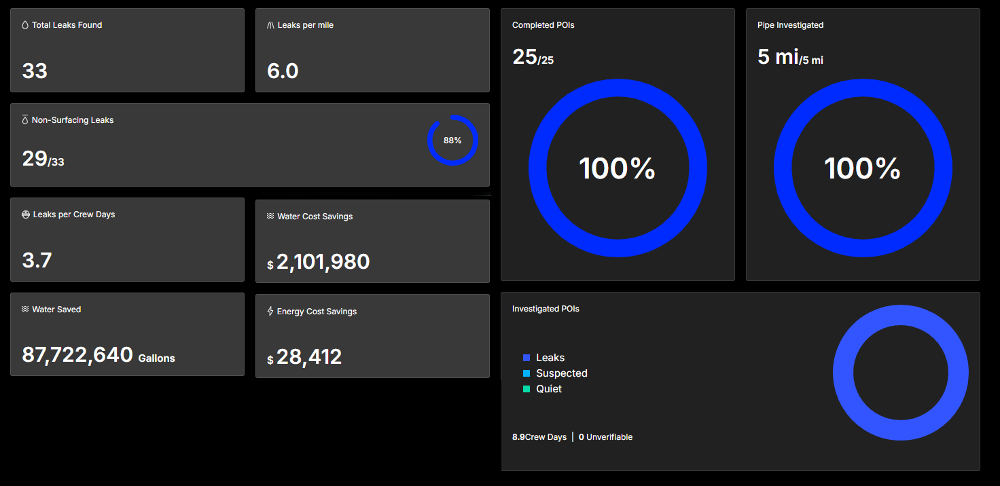 Total Leaks Found
33
Leaks per mile
6.0
Non-Surfacing Leaks
29/33
88%
Leaks per Crew Days
3.7
Water Cost Savings
$ 2,101,980
Water Saved
87,722,640 Gallons
Energy Cost Savings
$ 28,412
Completed POIs
25/25
100%
Pipe Investigated
5 mi/5 mi
100%
Investigated POIs
Leaks
Suspected
Quiet
8.9Crew Days | 0 Unverifiable